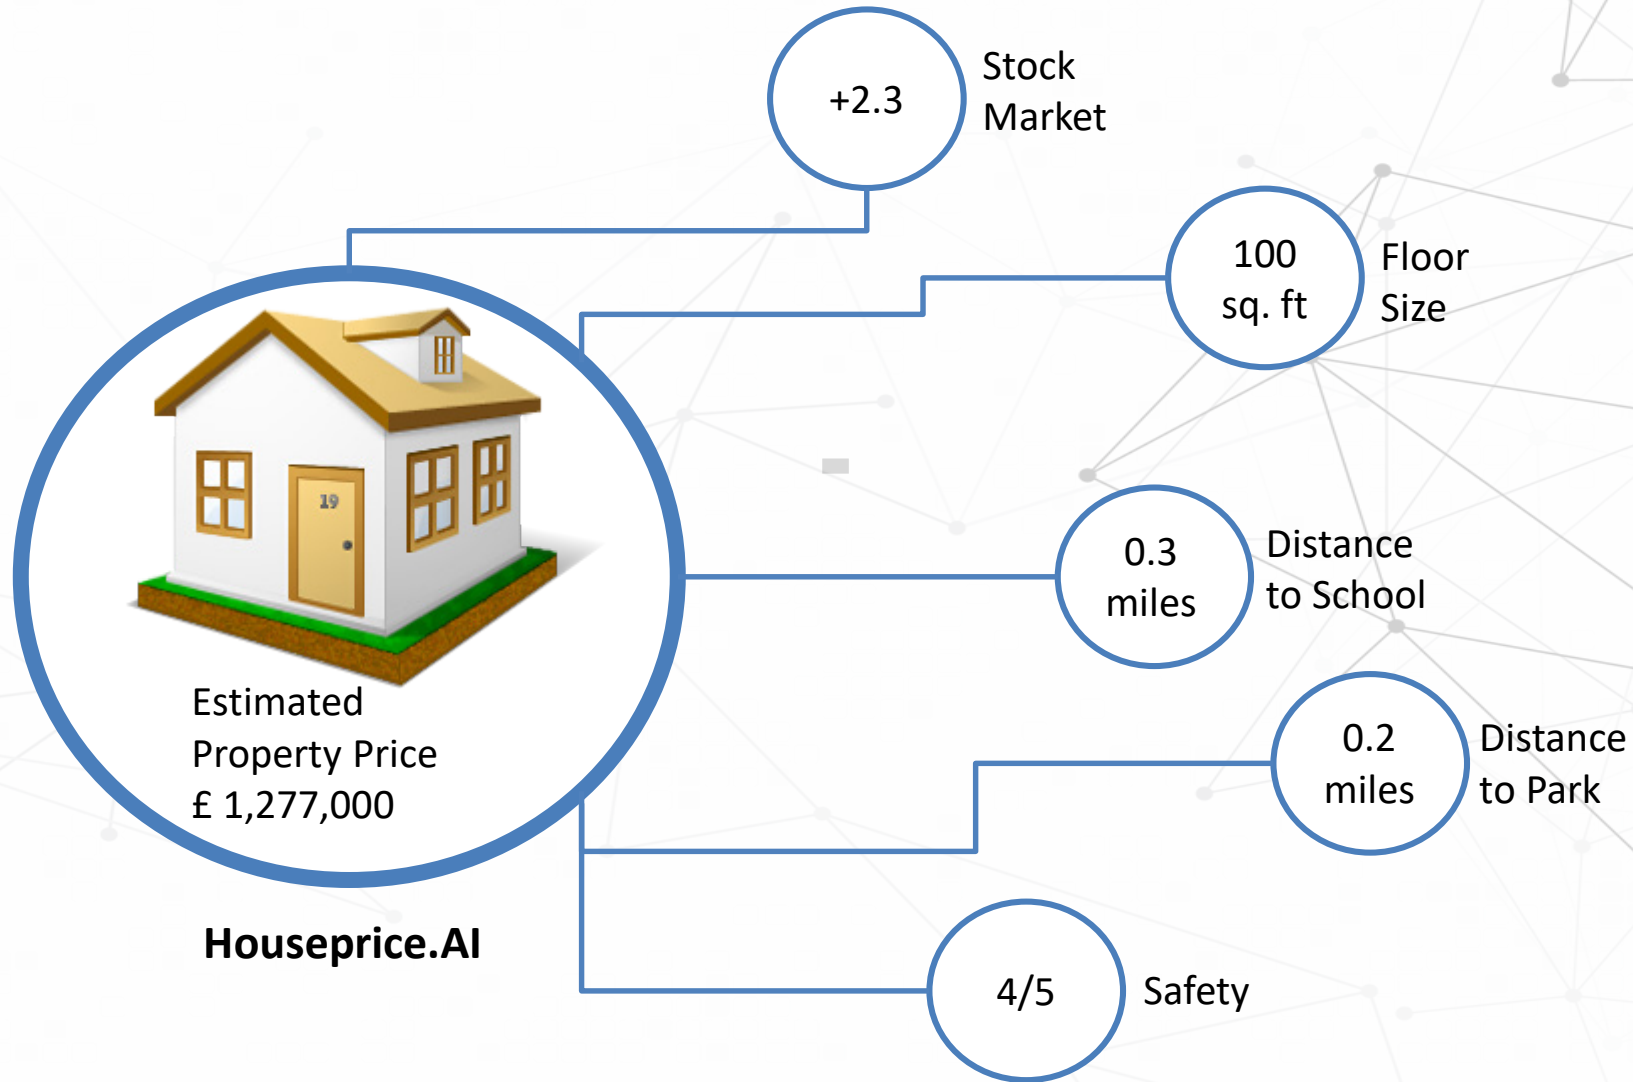 +2.3
Stock
Market
100
sq. ft
Floor
Size
19
0.3
miles
Distance
to School
Estimated
Property Price
£ 1,277,000
0.2
miles
Distance
to Park
Houseprice.AI
4/5
Safety